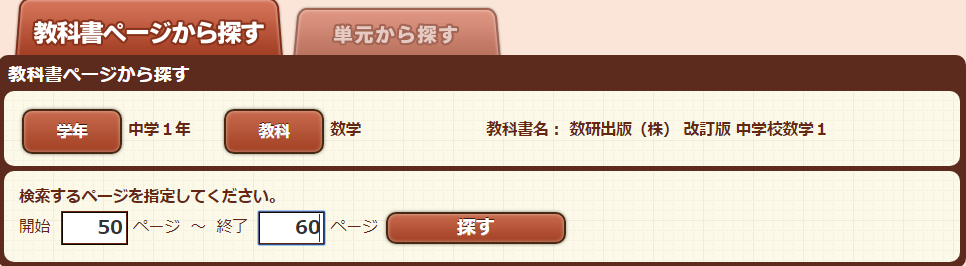 教科書ページから探す 単元から探す
教科書ページから探す
学年 中学１年 教科 数学 教科書名： 数研出版（株） 改訂版 中学校数学１
検索するページを指定してください。
開始 50 ページ ～ 終了 60 ページ 探す